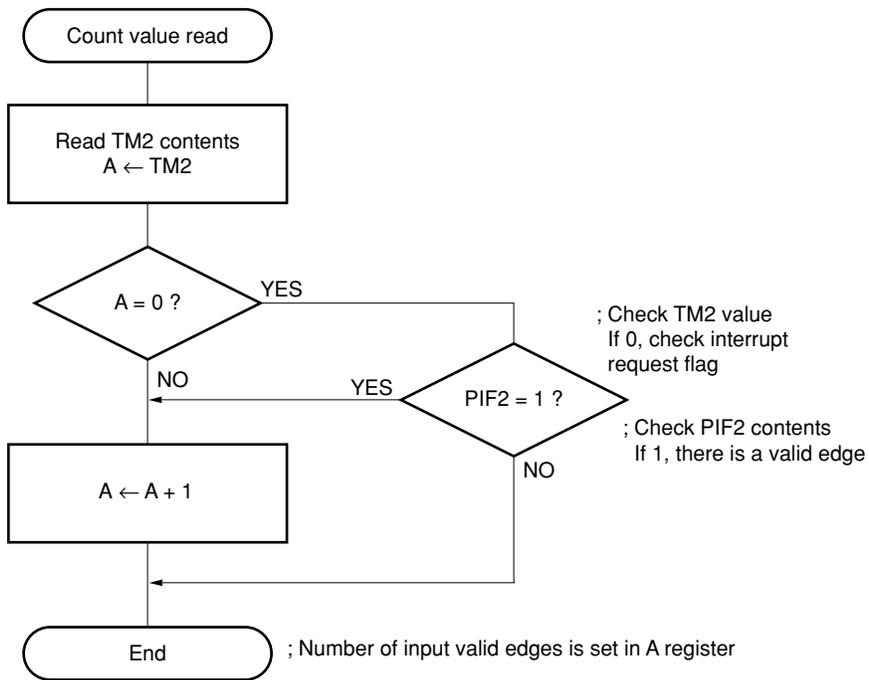 Count value read
Read TM2 contents
A ← TM2
A = 0 ?
YES
NO
; Check TM2 value
If 0, check interrupt
request flag
YES
PIF2 = 1 ?
; Check PIF2 contents
If 1, there is a valid edge
NO
A ← A + 1
End
; Number of input valid edges is set in A register